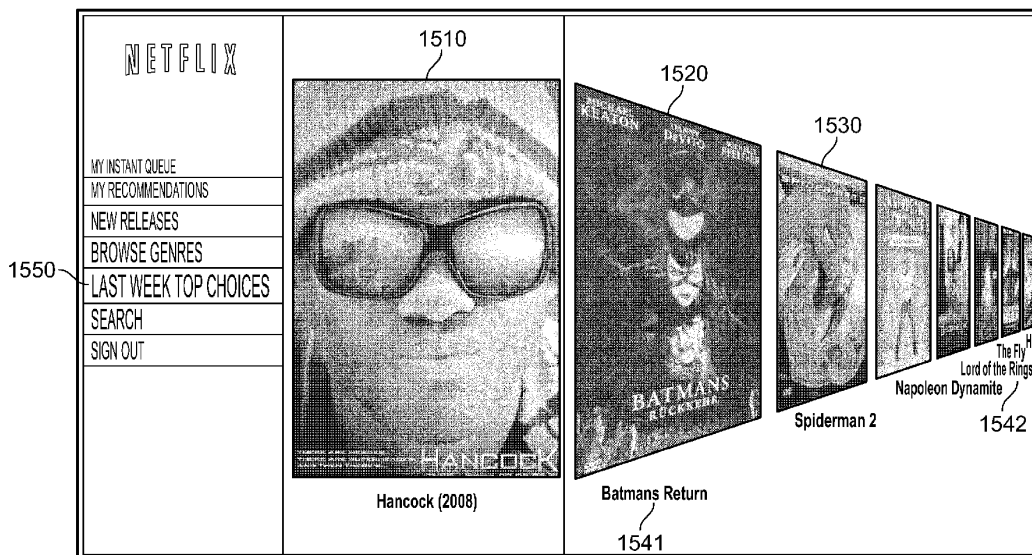 NETFLIX
MY INSTANT QUEUE
MY RECOMMENDATIONS
NEW RELEASES
BROWSE GENRES
1550
LAST WEEK TOP CHOICES
SEARCH
SIGN OUT
1510
HANCOCK
Hancock (2008)
1520
KEATON
DEVITO
BATMANS
RÜCKKEHR
Batmans Return
1541
1530
Spiderman 2
Napoleon Dynamite
The Fly
H
Lord of the Rings
1542